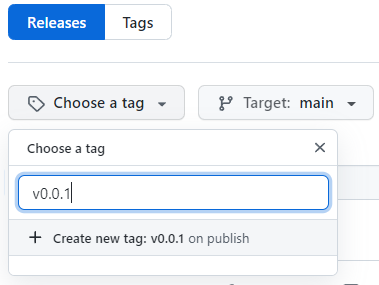 Releases Tags
Choose a tag Target: main
Choose a tag
v0.0.1
Create new tag: v0.0.1 on publish